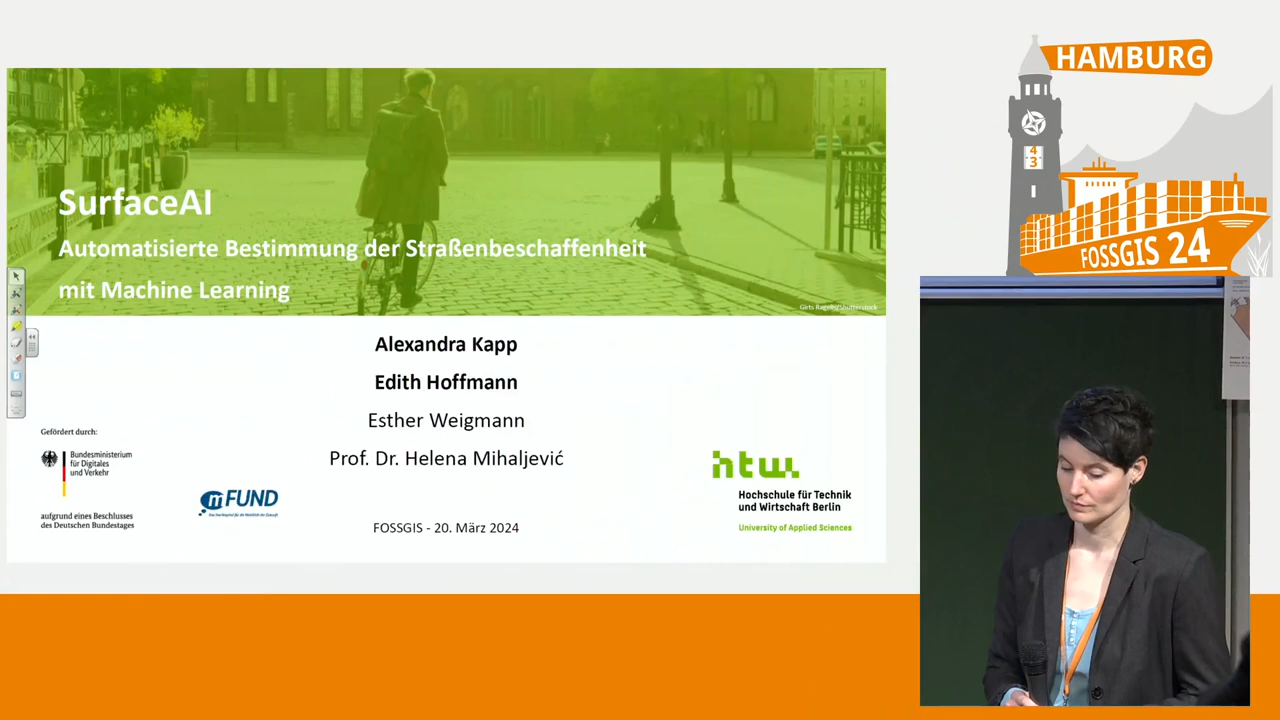 HAMBURG
4
3
FOSSGIS 24
SurfaceAI
Automatisierte Bestimmung der Straßenbeschaffenheit
mit Machine Learning
Alexandra Kapp
Edith Hoffmann
Esther Weigmann
Prof. Dr. Helena Mihaljević
FOSSGIS - 20. März 2024
Gefördert durch:
Bundesministerium
für Digitales
und Verkehr
aufgrund eines Beschlusses
des Deutschen Bundestages
mFUND
htw.
Hochschule für Technik
und Wirtschaft Berlin
University of Applied Sciences